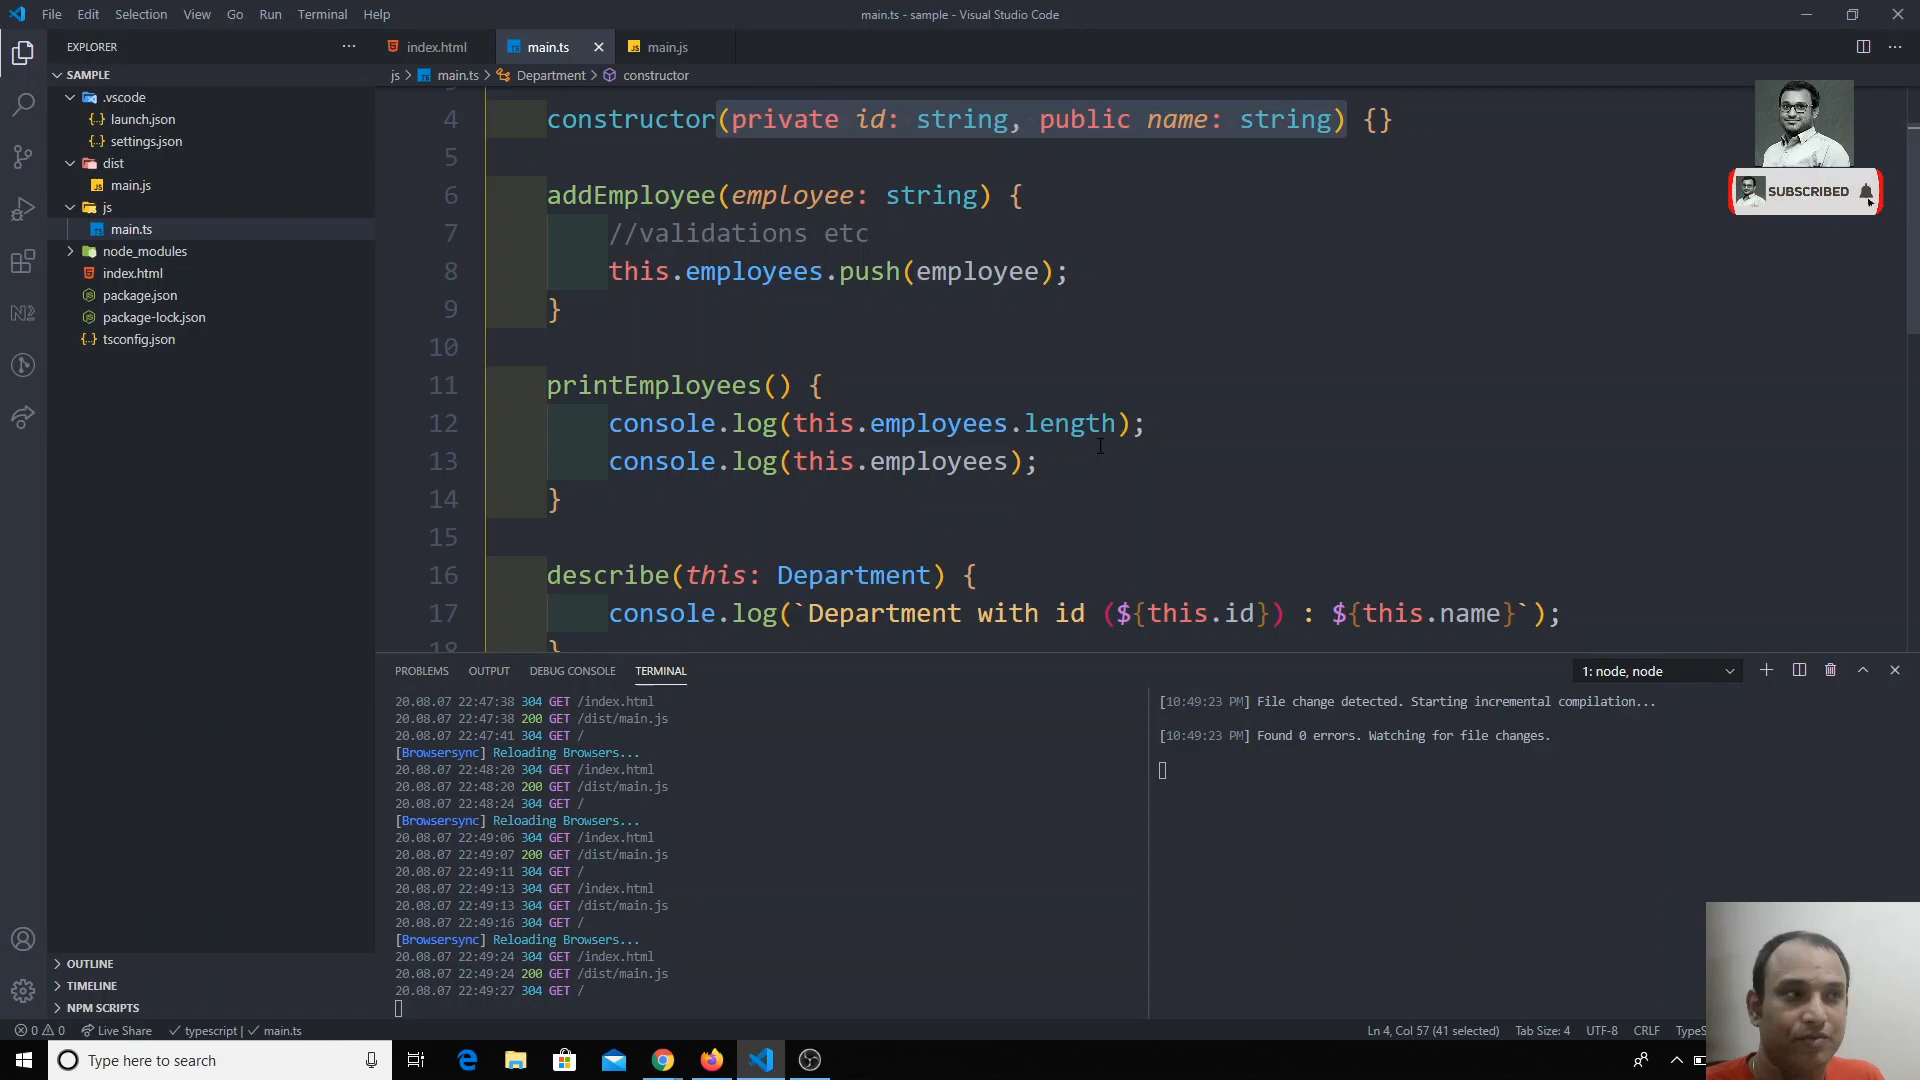 File Edit Selection View Go Run Terminal Help
main.ts - sample - Visual Studio Code
EXPLORER
SAMPLE
.vscode
launch.json
settings.json
dist
main.js
js
main.ts
node_modules
index.html
package.json
package-lock.json
tsconfig.json
OUTLINE
TIMELINE
NPM SCRIPTS
index.html main.ts main.js
js > main.ts > Department > constructor
4 constructor(private id: string, public name: string) {}
5
6 addEmployee(employee: string) {
7 //validations etc
8 this.employees.push(employee);
9 }
10
11 printEmployees() {
12 console.log(this.employees.length);
13 console.log(this.employees);
14 }
15
16 describe(this: Department) {
17 console.log(`Department with id (${this.id}) : ${this.name}`);
18 }
SUBSCRIBED
PROBLEMS OUTPUT DEBUG CONSOLE TERMINAL
1: node, node
20.08.07 22:47:38 304 GET /index.html
20.08.07 22:47:38 200 GET /dist/main.js
20.08.07 22:47:41 304 GET /
[Browsersync] Reloading Browsers...
20.08.07 22:48:20 304 GET /index.html
20.08.07 22:48:20 200 GET /dist/main.js
20.08.07 22:48:24 304 GET /
[Browsersync] Reloading Browsers...
20.08.07 22:49:06 304 GET /index.html
20.08.07 22:49:07 200 GET /dist/main.js
20.08.07 22:49:11 304 GET /
20.08.07 22:49:13 304 GET /index.html
20.08.07 22:49:13 304 GET /dist/main.js
20.08.07 22:49:16 304 GET /
[Browsersync] Reloading Browsers...
20.08.07 22:49:24 304 GET /index.html
20.08.07 22:49:24 200 GET /dist/main.js
20.08.07 22:49:27 304 GET /
[10:49:23 PM] File change detected. Starting incremental compilation...
[10:49:23 PM] Found 0 errors. Watching for file changes.
0 0 Live Share typescript | main.ts
Ln 4, Col 57 (41 selected) Tab Size: 4 UTF-8 CRLF TypeS
Type here to search